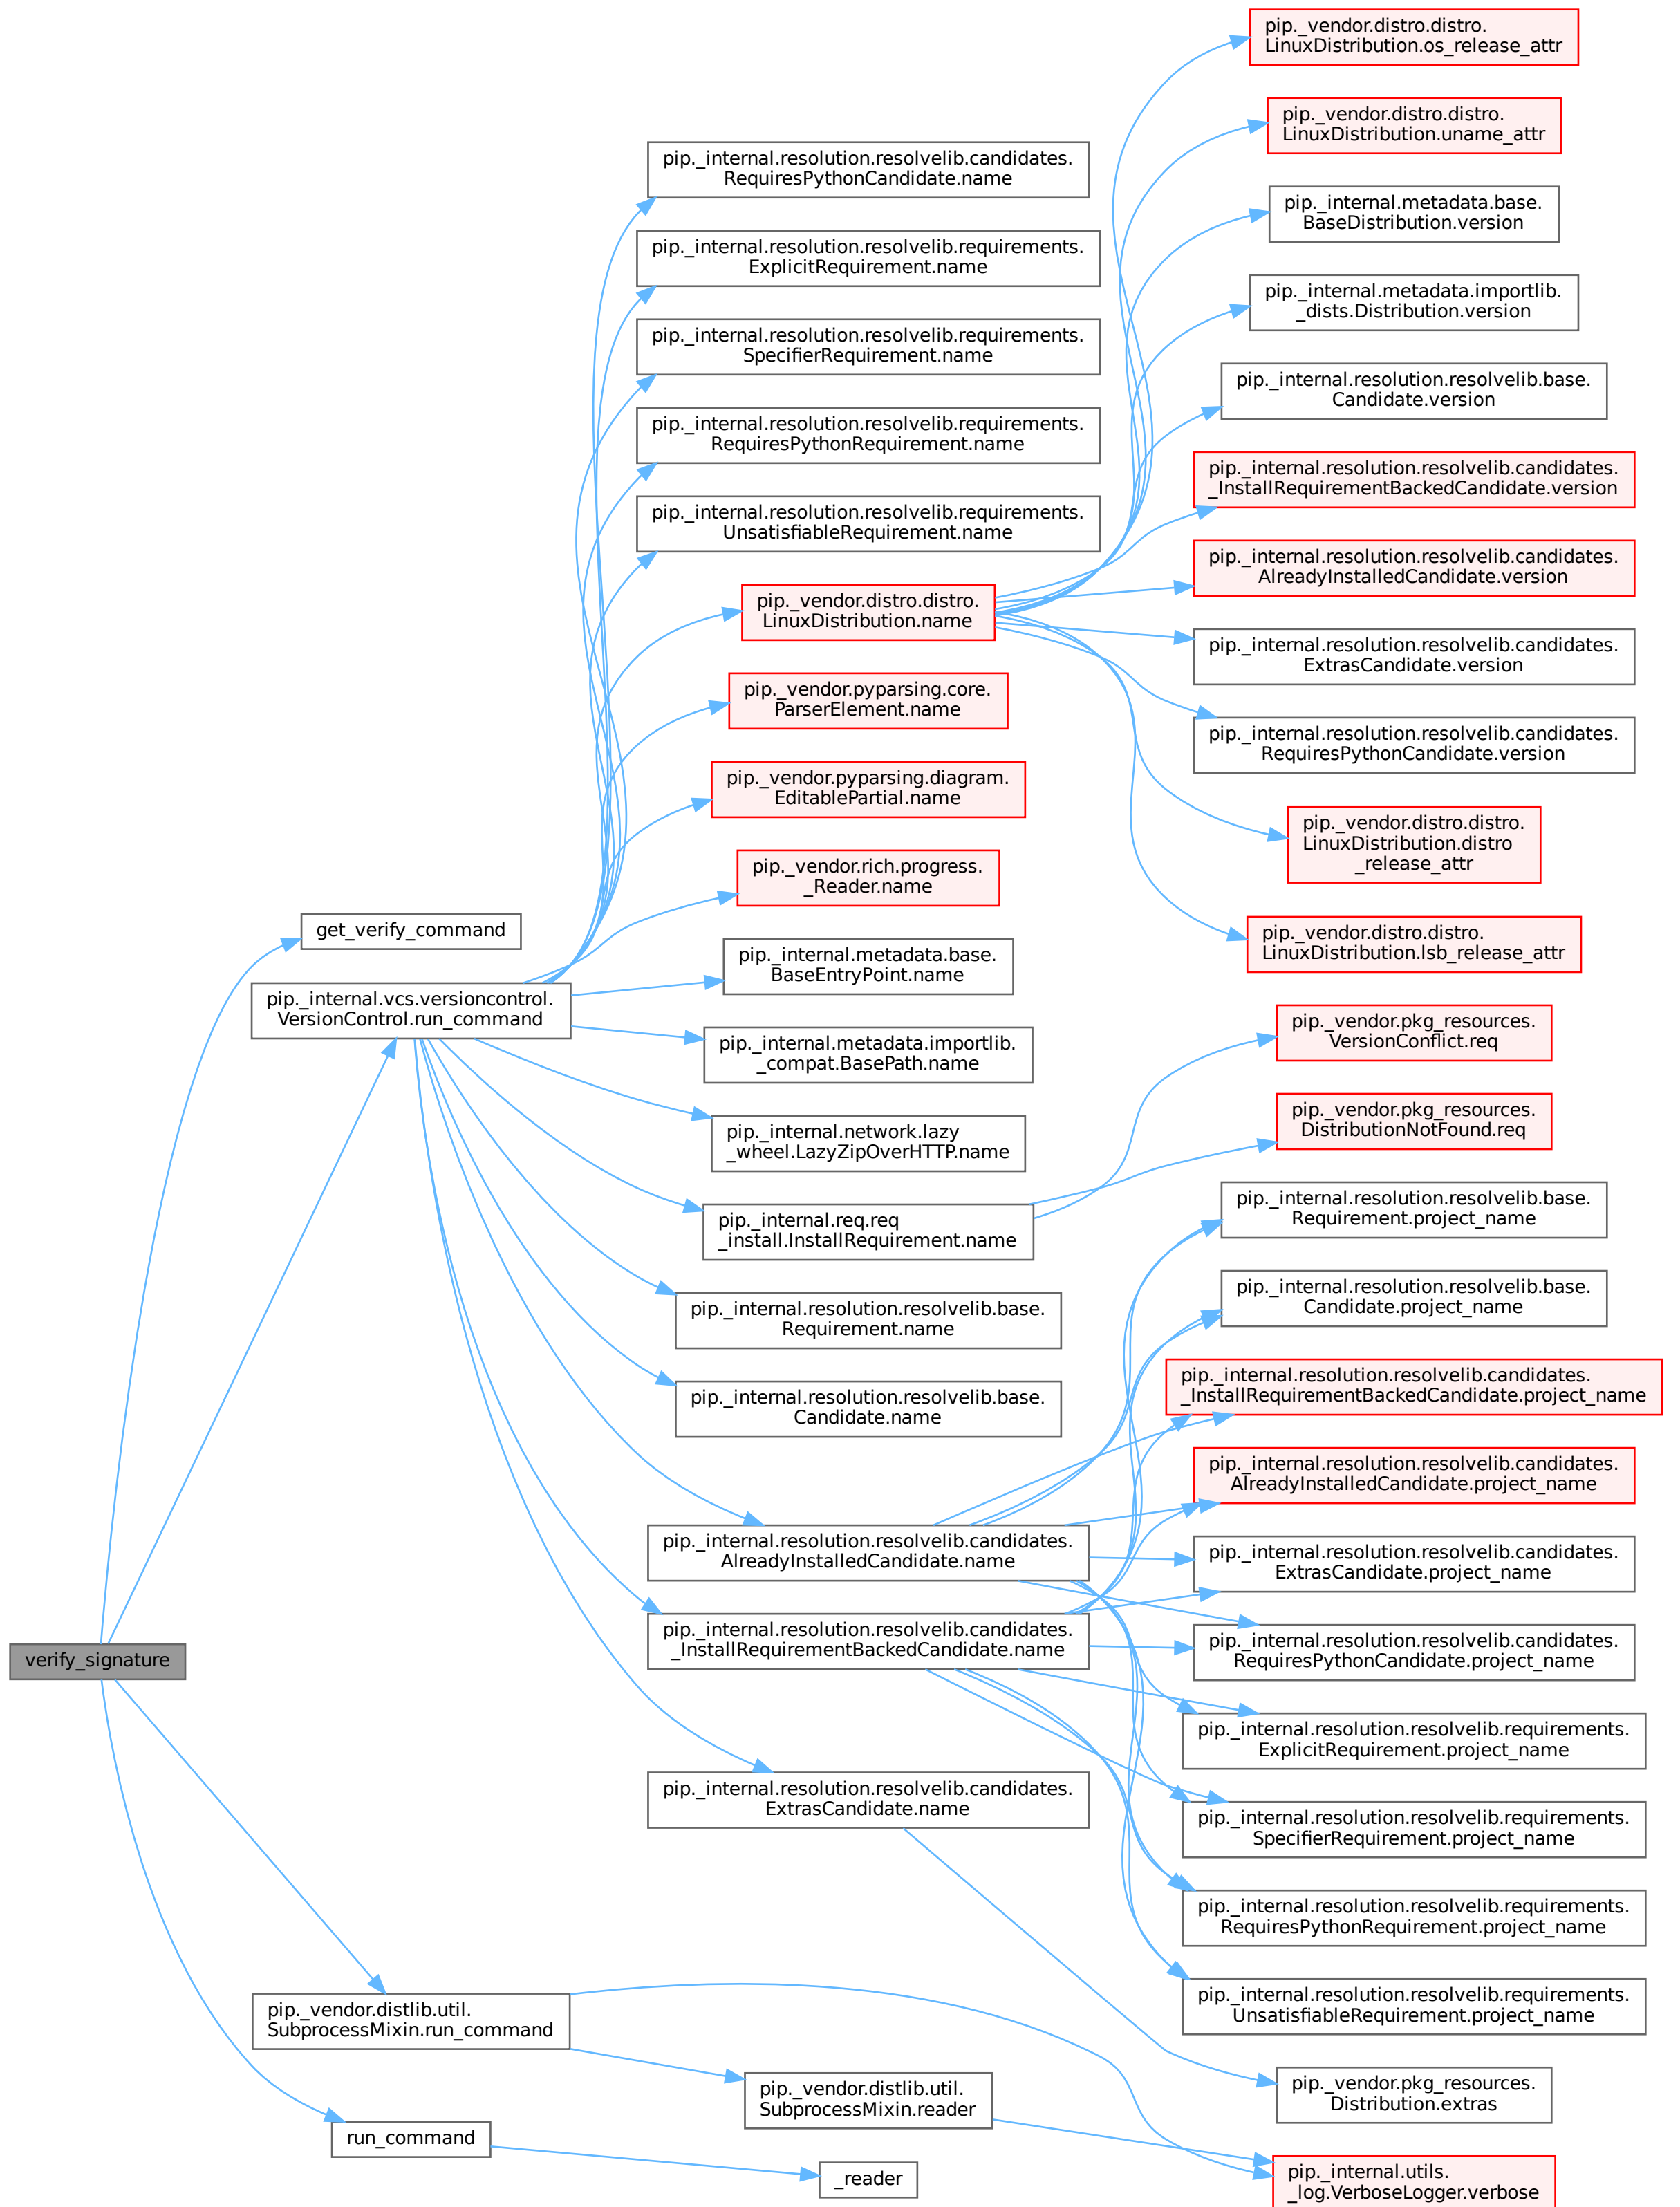 verify_signature
get_verify_command
pip._internal.vcs.versioncontrol.
VersionControl.run_command
pip._vendor.distlib.util.
SubprocessMixin.run_command
run_command
pip._internal.resolution.resolvelib.candidates.
RequiresPythonCandidate.name
pip._internal.resolution.resolvelib.requirements.
ExplicitRequirement.name
pip._internal.resolution.resolvelib.requirements.
SpecifierRequirement.name
pip._internal.resolution.resolvelib.requirements.
RequiresPythonRequirement.name
pip._internal.resolution.resolvelib.requirements.
UnsatisfiableRequirement.name
pip._vendor.distro.distro.
LinuxDistribution.name
pip._vendor.pyparsing.core.
ParserElement.name
pip._vendor.pyparsing.diagram.
EditablePartial.name
pip._vendor.rich.progress.
_Reader.name
pip._internal.metadata.base.
BaseEntryPoint.name
pip._internal.metadata.importlib.
_compat.BasePath.name
pip._internal.network.lazy
_wheel.LazyZipOverHTTP.name
pip._internal.req.req
_install.InstallRequirement.name
pip._internal.resolution.resolvelib.base.
Requirement.name
pip._internal.resolution.resolvelib.base.
Candidate.name
pip._internal.resolution.resolvelib.candidates.
AlreadyInstalledCandidate.name
pip._internal.resolution.resolvelib.candidates.
_InstallRequirementBackedCandidate.name
pip._internal.resolution.resolvelib.candidates.
ExtrasCandidate.name
pip._vendor.distlib.util.
SubprocessMixin.reader
_reader
pip._vendor.distro.distro.
LinuxDistribution.os_release_attr
pip._vendor.distro.distro.
LinuxDistribution.uname_attr
pip._internal.metadata.base.
BaseDistribution.version
pip._internal.metadata.importlib.
_dists.Distribution.version
pip._internal.resolution.resolvelib.base.
Candidate.version
pip._internal.resolution.resolvelib.candidates.
_InstallRequirementBackedCandidate.version
pip._internal.resolution.resolvelib.candidates.
AlreadyInstalledCandidate.version
pip._internal.resolution.resolvelib.candidates.
ExtrasCandidate.version
pip._internal.resolution.resolvelib.candidates.
RequiresPythonCandidate.version
pip._vendor.distro.distro.
LinuxDistribution.distro
_release_attr
pip._vendor.distro.distro.
LinuxDistribution.lsb_release_attr
pip._vendor.pkg_resources.
VersionConflict.req
pip._vendor.pkg_resources.
DistributionNotFound.req
pip._internal.resolution.resolvelib.base.
Requirement.project_name
pip._internal.resolution.resolvelib.base.
Candidate.project_name
pip._internal.resolution.resolvelib.candidates.
_InstallRequirementBackedCandidate.project_name
pip._internal.resolution.resolvelib.candidates.
AlreadyInstalledCandidate.project_name
pip._internal.resolution.resolvelib.candidates.
ExtrasCandidate.project_name
pip._internal.resolution.resolvelib.candidates.
RequiresPythonCandidate.project_name
pip._internal.resolution.resolvelib.requirements.
ExplicitRequirement.project_name
pip._internal.resolution.resolvelib.requirements.
SpecifierRequirement.project_name
pip._internal.resolution.resolvelib.requirements.
RequiresPythonRequirement.project_name
pip._internal.resolution.resolvelib.requirements.
UnsatisfiableRequirement.project_name
pip._vendor.pkg_resources.
Distribution.extras
pip._internal.utils.
_log.VerboseLogger.verbose